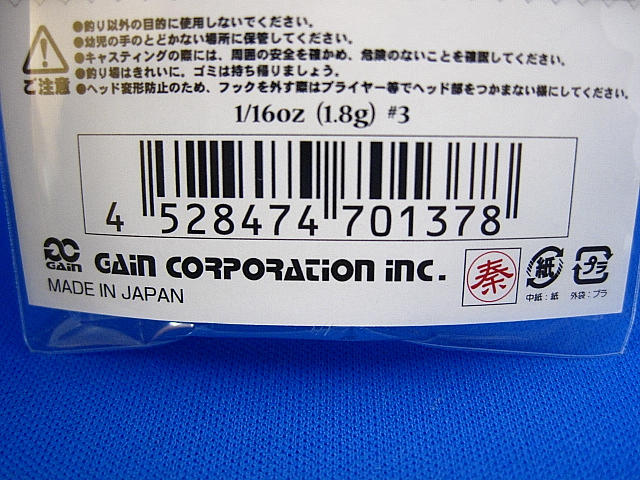 ●釣り以外の目的に使用しないでください。
●幼児の手のとどかない場所に保管してください。
●キャスティングの際には、周囲の安全を確かめ、危険のないことを確認してください。
●釣り場はきれいに。ゴミは持ち帰りましょう。
●ヘッド変形防止のため、フックを外す際はプライヤー等でヘッド部をつかまない様にしてください。
ご注意
1/16oz (1.8g) #3
4 528474 701378
GAIN
GAIN CORPORATION INC.
MADE IN JAPAN
秦
紙
中紙：紙
プラ
外袋：プラ